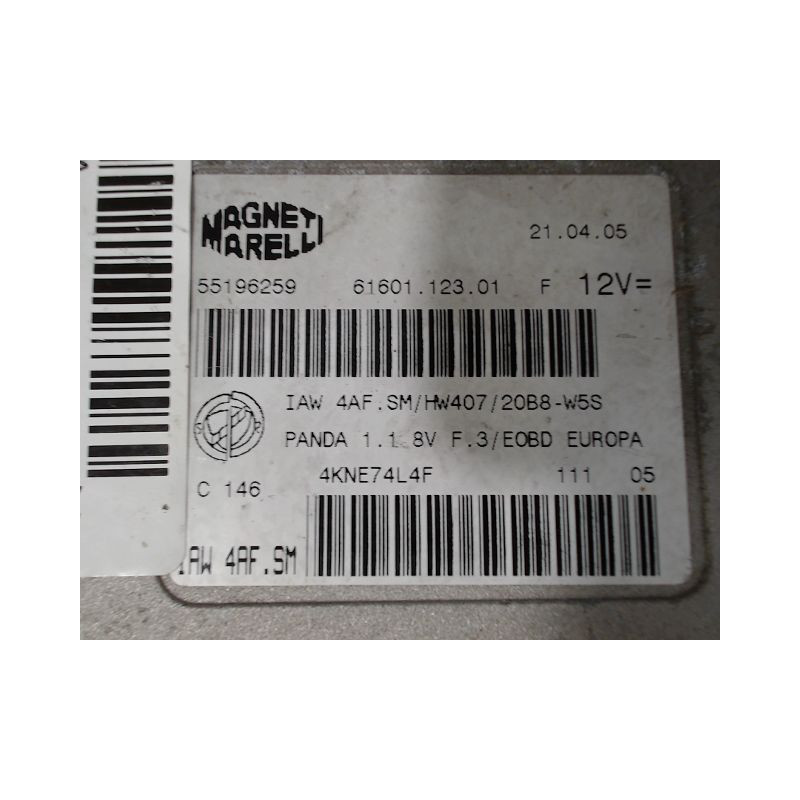 MAGNETI
MARELLI
21.04.05
55196259 61601.123.01 F 12V=
IAW 4AF.SM/HW407/20B8-W5S
PANDA 1.1 8V F.3/EOBD EUROPA
C 146 4KNE74L4F 111 05
IAW 4AF.SM